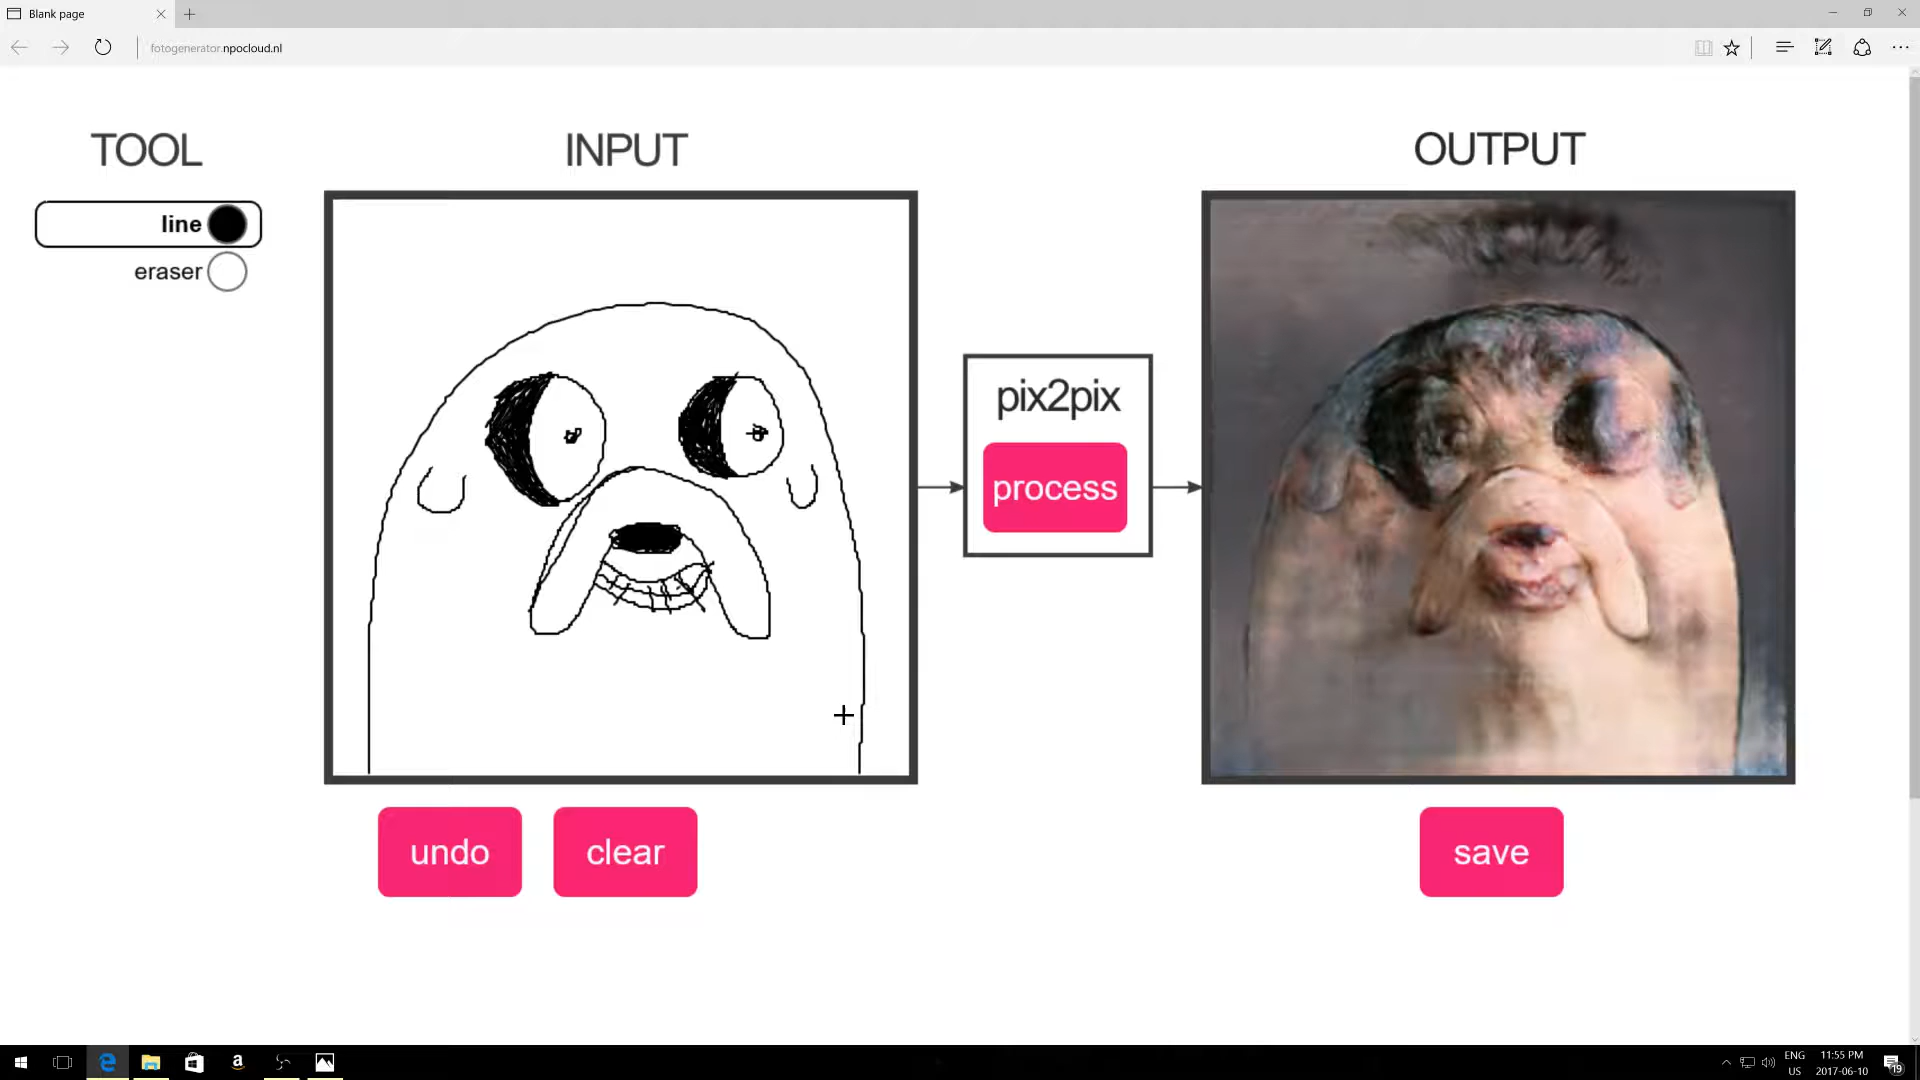 Blank page
fotogenerator.npocloud.nl
TOOL
INPUT
OUTPUT
line
eraser
pix2pix
process
undo
clear
save
a
ENG
US
11:55 PM
2017-06-10
19